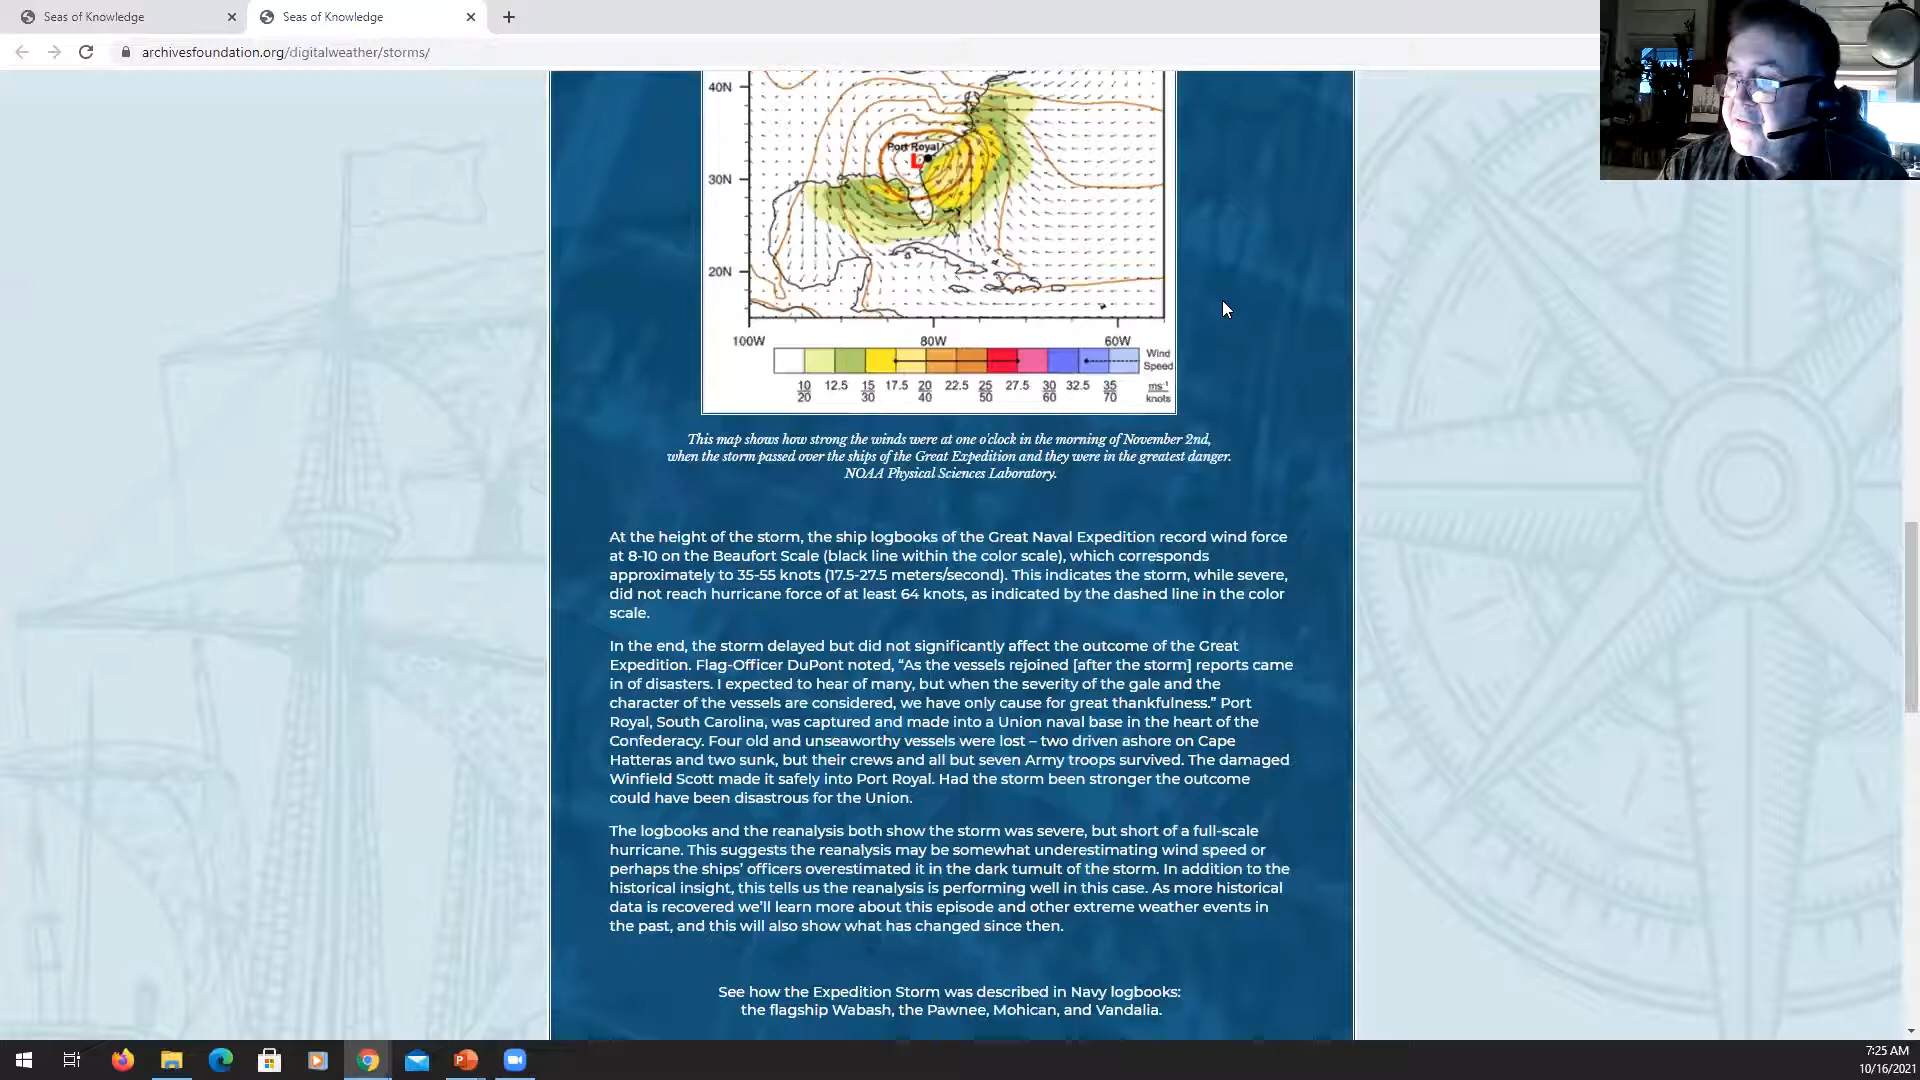 Seas of Knowledge
Seas of Knowledge
archivesfoundation.org/digitalweather/storms/
40N
Port Royal
L
30N
20N
100W 80W 60W
Wind
Speed
10 12.5 15 17.5 20 22.5 25 27.5 30 32.5 35 ms⁻¹
20 30 40 50 60 70 knots
This map shows how strong the winds were at one o'clock in the morning of November 2nd,
when the storm passed over the ships of the Great Expedition and they were in the greatest danger.
NOAA Physical Sciences Laboratory.
At the height of the storm, the ship logbooks of the Great Naval Expedition record wind force
at 8-10 on the Beaufort Scale (black line within the color scale), which corresponds
approximately to 35-55 knots (17.5-27.5 meters/second). This indicates the storm, while severe,
did not reach hurricane force of at least 64 knots, as indicated by the dashed line in the color
scale.
In the end, the storm delayed but did not significantly affect the outcome of the Great
Expedition. Flag-Officer DuPont noted, “As the vessels rejoined [after the storm] reports came
in of disasters. I expected to hear of many, but when the severity of the gale and the
character of the vessels are considered, we have only cause for great thankfulness.” Port
Royal, South Carolina, was captured and made into a Union naval base in the heart of the
Confederacy. Four old and unseaworthy vessels were lost – two driven ashore on Cape
Hatteras and two sunk, but their crews and all but seven Army troops survived. The damaged
Winfield Scott made it safely into Port Royal. Had the storm been stronger the outcome
could have been disastrous for the Union.
The logbooks and the reanalysis both show the storm was severe, but short of a full-scale
hurricane. This suggests the reanalysis may be somewhat underestimating wind speed or
perhaps the ships’ officers overestimated it in the dark tumult of the storm. In addition to the
historical insight, this tells us the reanalysis is performing well in this case. As more historical
data is recovered we’ll learn more about this episode and other extreme weather events in
the past, and this will also show what has changed since then.
See how the Expedition Storm was described in Navy logbooks:
the flagship Wabash, the Pawnee, Mohican, and Vandalia.
7:25 AM
10/16/2021